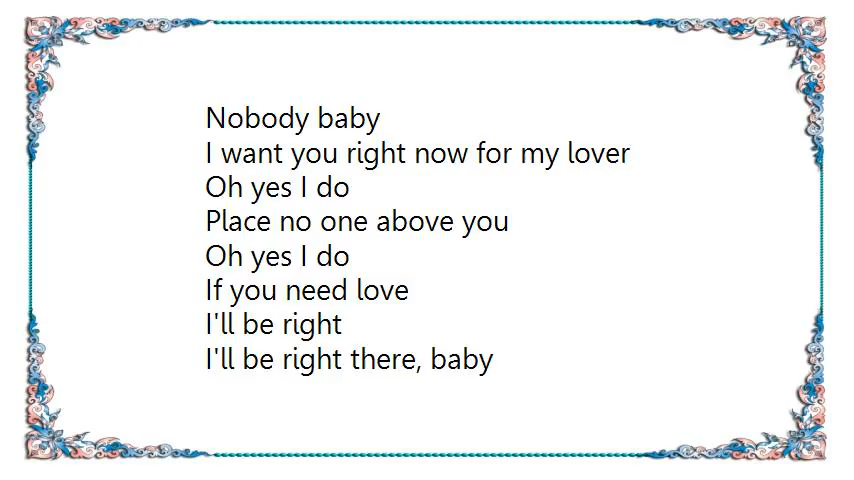 Nobody baby
I want you right now for my lover
Oh yes I do
Place no one above you
Oh yes I do
If you need love
I'll be right
I'll be right there, baby